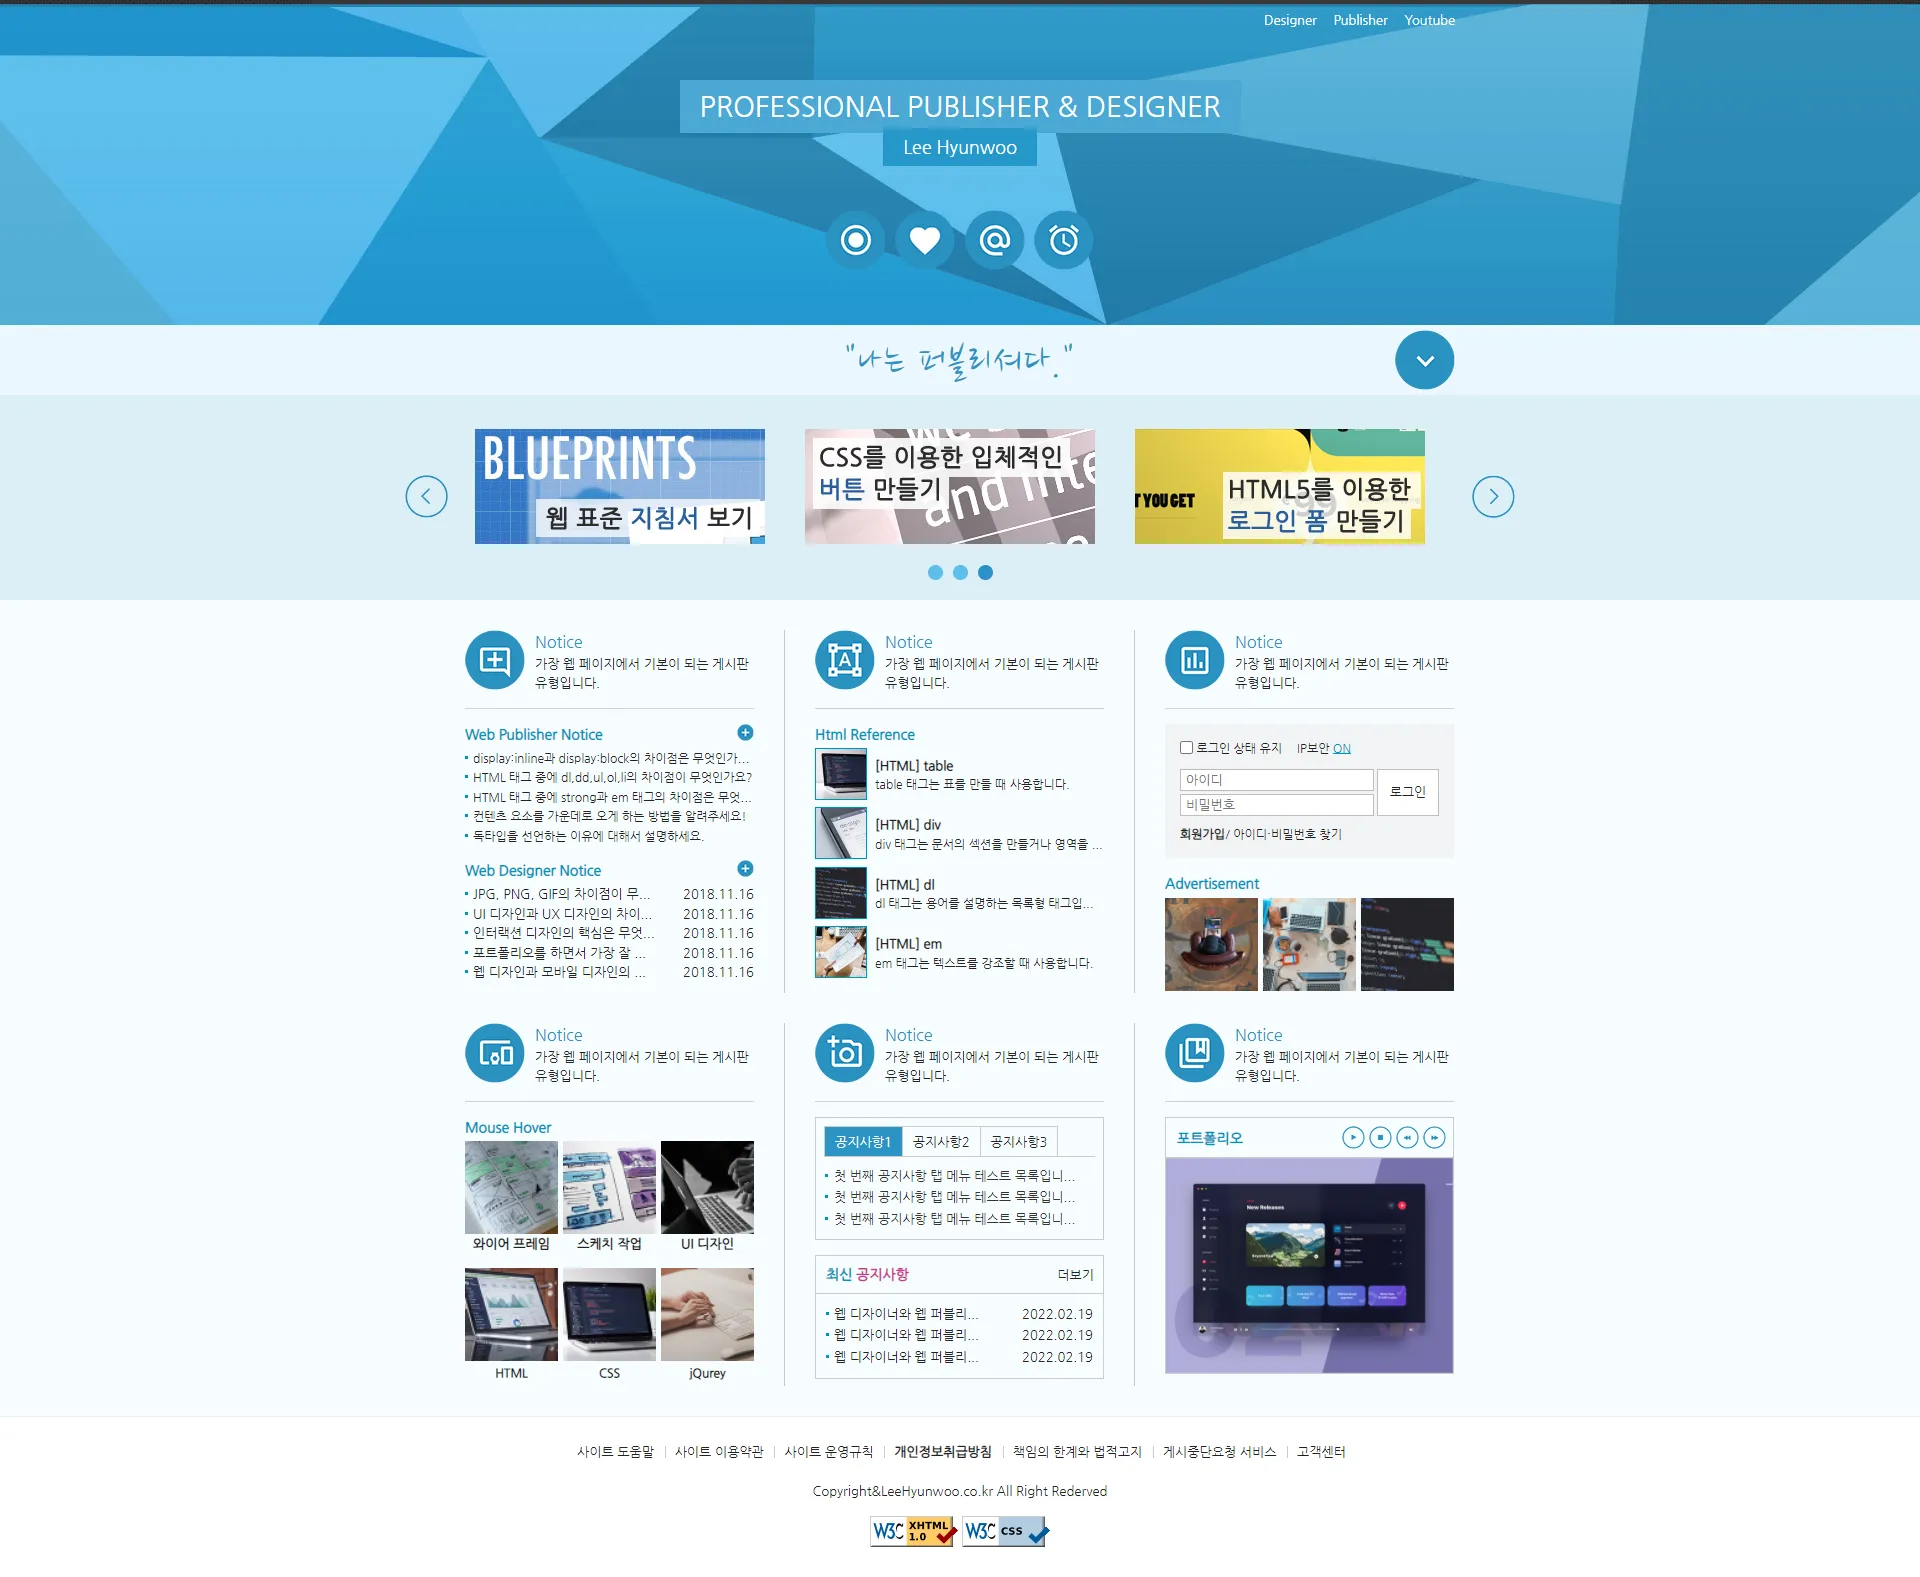 Designer Publisher Youtube
PROFESSIONAL PUBLISHER & DESIGNER
Lee Hyunwoo
"나는 퍼블리셔다."
BLUEPRINTS
웹 표준 지침서 보기
CSS를 이용한 입체적인
버튼 만들기
and inte
T YOU GET
HTML5를 이용한
로그인 폼 만들기
Notice
가장 웹 페이지에서 기본이 되는 게시판
유형입니다.
Web Publisher Notice
display:inline과 display:block의 차이점은 무엇인가...
HTML 태그 중에 dl,dd,ul,ol,li의 차이점이 무엇인가요?
HTML 태그 중에 strong과 em 태그의 차이점은 무엇...
컨텐츠 요소를 가운데로 오게 하는 방법을 알려주세요!
독타입을 선언하는 이유에 대해서 설명하세요.
Web Designer Notice
JPG, PNG, GIF의 차이점이 무... 2018.11.16
UI 디자인과 UX 디자인의 차이... 2018.11.16
인터랙션 디자인의 핵심은 무엇... 2018.11.16
포트폴리오를 하면서 가장 잘 ... 2018.11.16
웹 디자인과 모바일 디자인의 ... 2018.11.16
Notice
가장 웹 페이지에서 기본이 되는 게시판
유형입니다.
Html Reference
[HTML] table
table 태그는 표를 만들 때 사용합니다.
[HTML] div
div 태그는 문서의 섹션을 만들거나 영역을 ...
[HTML] dl
dl 태그는 용어를 설명하는 목록형 태그입...
[HTML] em
em 태그는 텍스트를 강조할 때 사용합니다.
Notice
가장 웹 페이지에서 기본이 되는 게시판
유형입니다.
로그인 상태 유지 IP보안 ON
아이디
비밀번호
로그인
회원가입/ 아이디·비밀번호 찾기
Advertisement
Notice
가장 웹 페이지에서 기본이 되는 게시판
유형입니다.
Mouse Hover
와이어 프레임 스케치 작업 UI 디자인
HTML CSS jQurey
Notice
가장 웹 페이지에서 기본이 되는 게시판
유형입니다.
공지사항1 공지사항2 공지사항3
첫 번째 공지사항 탭 메뉴 테스트 목록입니...
첫 번째 공지사항 탭 메뉴 테스트 목록입니...
첫 번째 공지사항 탭 메뉴 테스트 목록입니...
최신 공지사항 더보기
웹 디자이너와 웹 퍼블리... 2022.02.19
웹 디자이너와 웹 퍼블리... 2022.02.19
웹 디자이너와 웹 퍼블리... 2022.02.19
Notice
가장 웹 페이지에서 기본이 되는 게시판
유형입니다.
포트폴리오
New Releases
사이트 도움말 사이트 이용약관 사이트 운영규칙 개인정보취급방침 책임의 한계와 법적고지 게시중단요청 서비스 고객센터
Copyright&LeeHyunwoo.co.kr All Right Rederved
W3C XHTML 1.0
W3C CSS